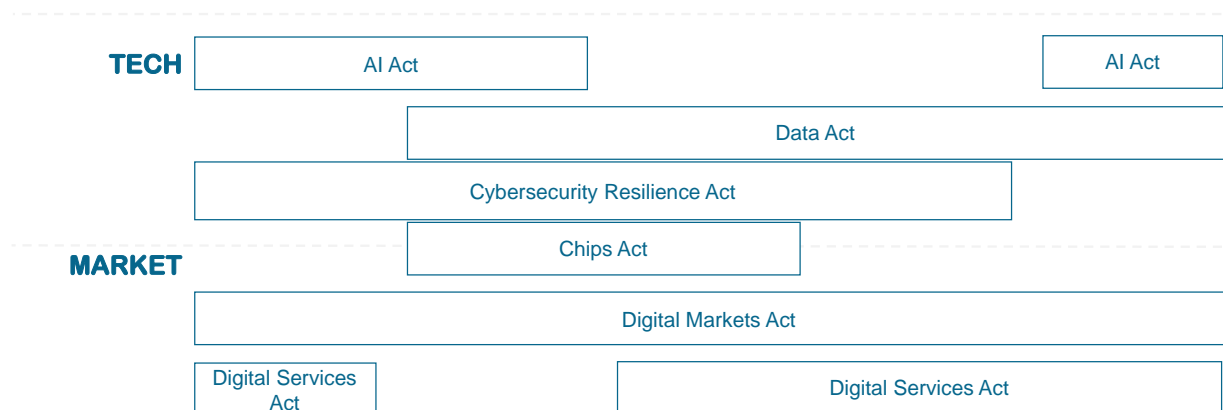 TECH
AI Act
AI Act
Data Act
Cybersecurity Resilience Act
Chips Act
MARKET
Digital Markets Act
Digital Services
Act
Digital Services Act